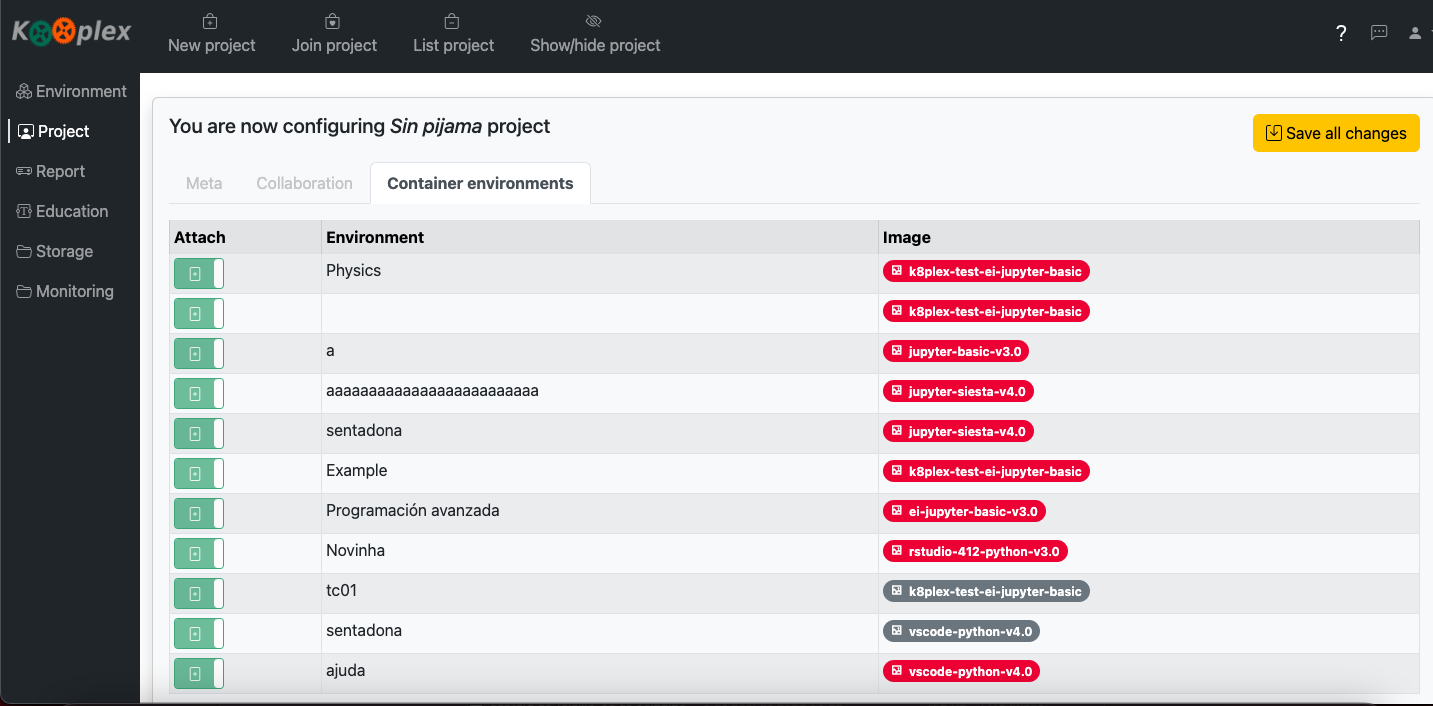 Kooplex
New project
Join project
List project
Show/hide project
?
Environment
Project
Report
Education
Storage
Monitoring
You are now configuring Sin pijama project
Save all changes
Meta
Collaboration
Container environments
Attach Environment Image
Physics k8plex-test-ei-jupyter-basic
k8plex-test-ei-jupyter-basic
a jupyter-basic-v3.0
aaaaaaaaaaaaaaaaaaaaaaaaa jupyter-siesta-v4.0
sentadona jupyter-siesta-v4.0
Example k8plex-test-ei-jupyter-basic
Programación avanzada ei-jupyter-basic-v3.0
Novinha rstudio-412-python-v3.0
tc01 k8plex-test-ei-jupyter-basic
sentadona vscode-python-v4.0
ajuda vscode-python-v4.0